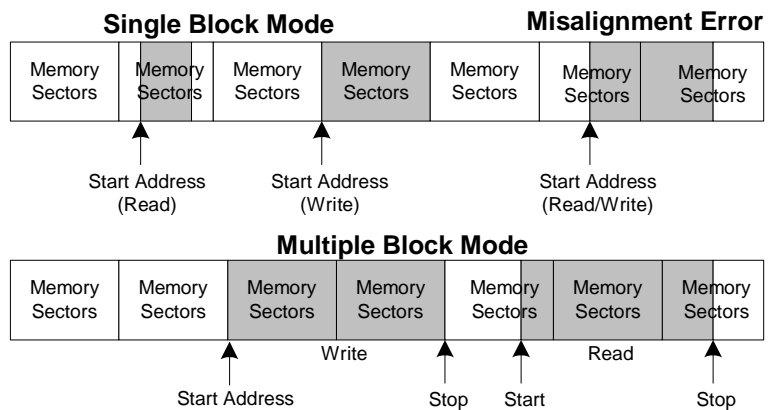 Single Block Mode
Misalignment Error
Memory Sectors
Memory Sectors
Memory Sectors
Memory Sectors
Memory Sectors
Memory Sectors
Memory Sectors
Start Address
(Read)
Start Address
(Write)
Start Address
(Read/Write)
Multiple Block Mode
Memory Sectors
Memory Sectors
Memory Sectors
Memory Sectors
Memory Sectors
Memory Sectors
Memory Sectors
Write
Read
Start Address
Stop
Start
Stop